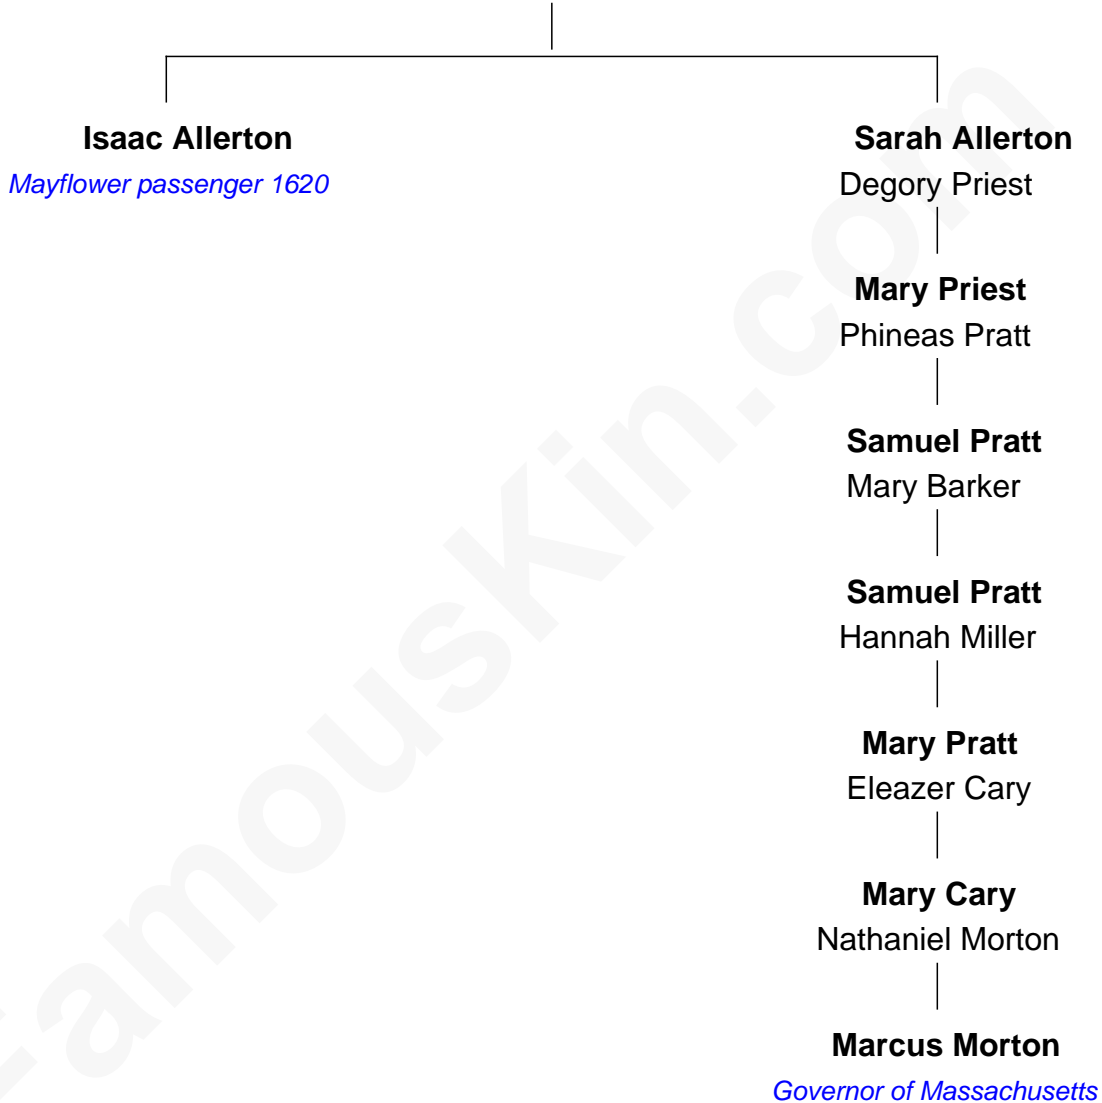 Isaac Allerton
Mayflower passenger 1620
Sarah Allerton
Degory Priest
Mary Priest
Phineas Pratt
Samuel Pratt
Mary Barker
Samuel Pratt
Hannah Miller
Mary Pratt
Eleazer Cary
Mary Cary
Nathaniel Morton
Marcus Morton
Governor of Massachusetts
FamousKin.com